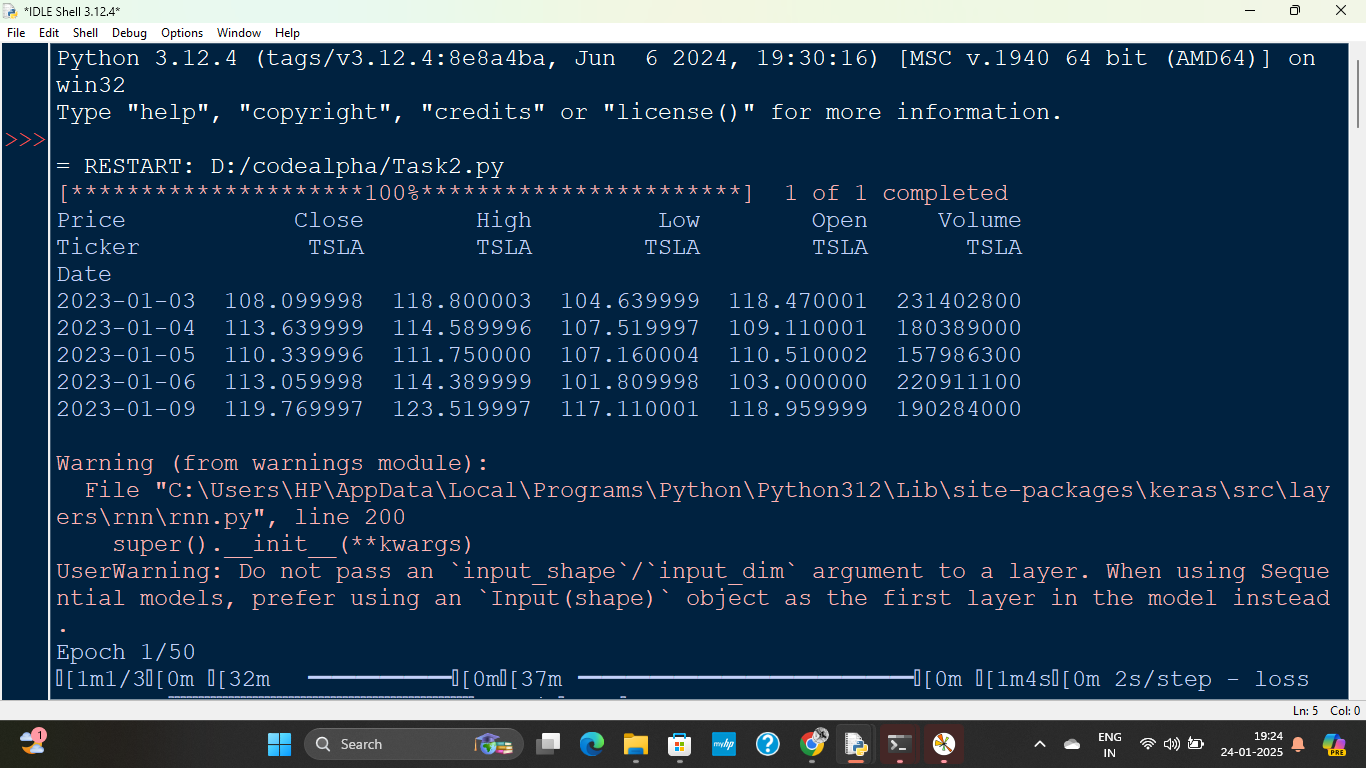 *IDLE Shell 3.12.4*
File Edit Shell Debug Options Window Help
Python 3.12.4 (tags/v3.12.4:8e8a4ba, Jun  6 2024, 19:30:16) [MSC v.1940 64 bit (AMD64)] on
win32
Type "help", "copyright", "credits" or "license()" for more information.
>>>
= RESTART: D:/codealpha/Task2.py
[*********************100%***********************]  1 of 1 completed
Price Close High Low Open Volume
Ticker TSLA TSLA TSLA TSLA TSLA
Date
2023-01-03 108.099998 118.800003 104.639999 118.470001 231402800
2023-01-04 113.639999 114.589996 107.519997 109.110001 180389000
2023-01-05 110.339996 111.750000 107.160004 110.510002 157986300
2023-01-06 113.059998 114.389999 101.809998 103.000000 220911100
2023-01-09 119.769997 123.519997 117.110001 118.959999 190284000
Warning (from warnings module):
File "C:\Users\HP\AppData\Local\Programs\Python\Python312\Lib\site-packages\keras\src\lay
ers\rnn\rnn.py", line 200
super().__init__(**kwargs)
UserWarning: Do not pass an `input_shape`/`input_dim` argument to a layer. When using Seque
ntial models, prefer using an `Input(shape)` object as the first layer in the model instead
.
Epoch 1/50
[1m1/3[0m [32m ━━━━━━[0m[37m ━━━━━━━━━━━━━━[0m [1m4s[0m 2s/step - loss
Ln: 5 Col: 0
1
Search
myhp
ENG
IN
19:24
24-01-2025
PRE